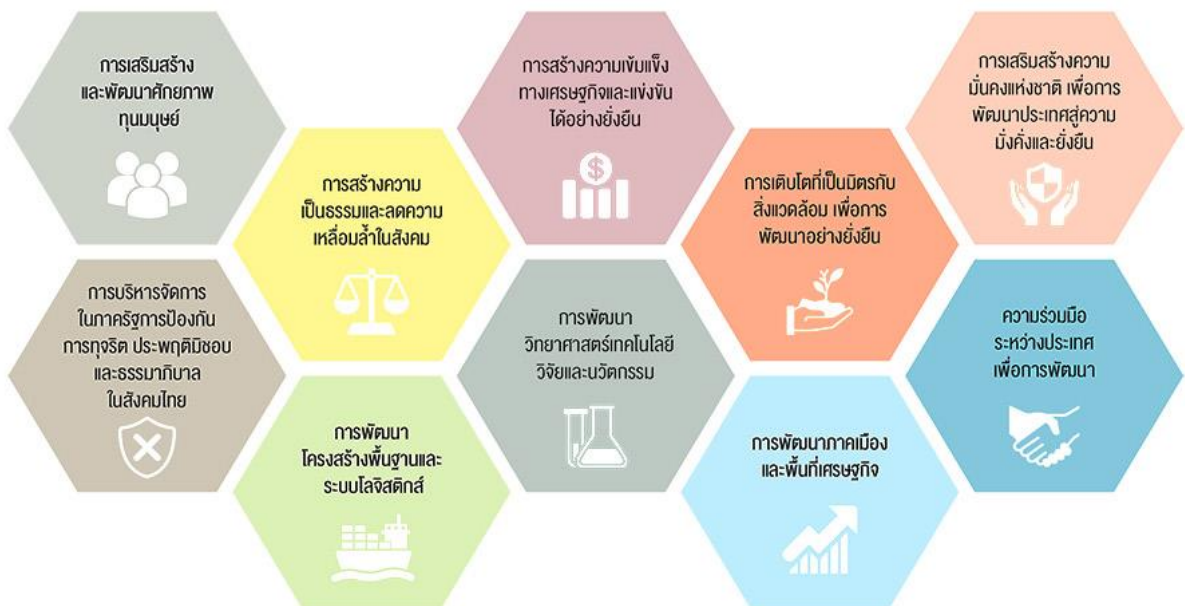 การเสริมสร้าง
และพัฒนาศักยภาพ
ทุนมนุษย์
การสร้างความ
เป็นธรรมและลดความ
เหลื่อมล้ำในสังคม
การสร้างความเข้มแข็ง
ทางเศรษฐกิจและแข่งขัน
ได้อย่างยั่งยืน
$
การเติบโตที่เป็นมิตรกับ
สิ่งแวดล้อม เพื่อการ
พัฒนาอย่างยั่งยืน
การเสริมสร้างความ
มั่นคงแห่งชาติ เพื่อการ
พัฒนาประเทศสู่ความ
มั่งคั่งและยั่งยืน
การบริหารจัดการ
ในภาครัฐการป้องกัน
การทุจริต ประพฤติมิชอบ
และธรรมาภิบาล
ในสังคมไทย
การพัฒนา
โครงสร้างพื้นฐานและ
ระบบโลจิสติกส์
การพัฒนา
วิทยาศาสตร์เทคโนโลยี
วิจัยและนวัตกรรม
การพัฒนาภาคเมือง
และพื้นที่เศรษฐกิจ
ความร่วมมือ
ระหว่างประเทศ
เพื่อการพัฒนา